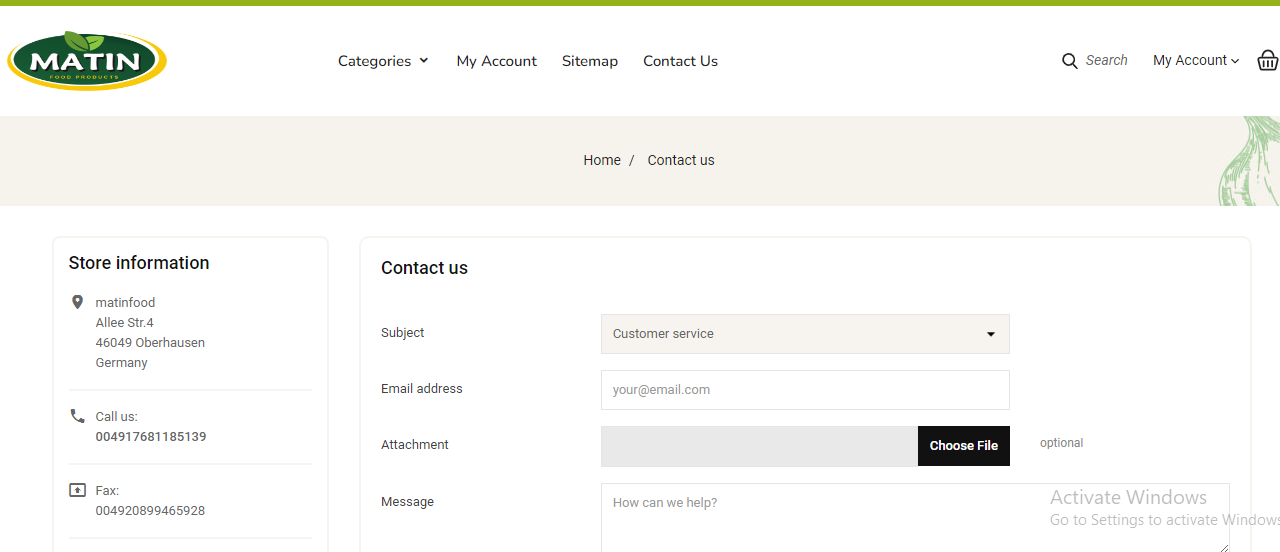 MATIN
FOOD PRODUCTS
Categories My Account Sitemap Contact Us
Search
My Account
Home / Contact us
Store information
matinfood
Allee Str.4
46049 Oberhausen
Germany
Call us:
004917681185139
Fax:
004920899465928
Contact us
Subject
Customer service
Email address
your@email.com
Attachment
Choose File
optional
Message
How can we help?
Activate Windows
Go to Settings to activate Windows